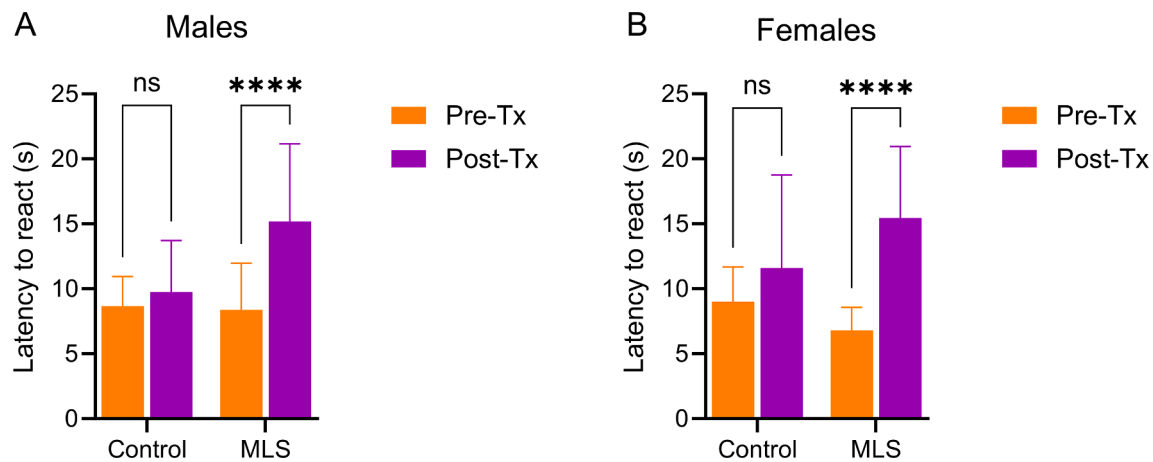 A
Males
ns
****
Latency to react (s)
25
20
15
10
5
0
Control
MLS
Pre-Tx
Post-Tx
B
Females
ns
****
Latency to react (s)
25
20
15
10
5
0
Control
MLS
Pre-Tx
Post-Tx